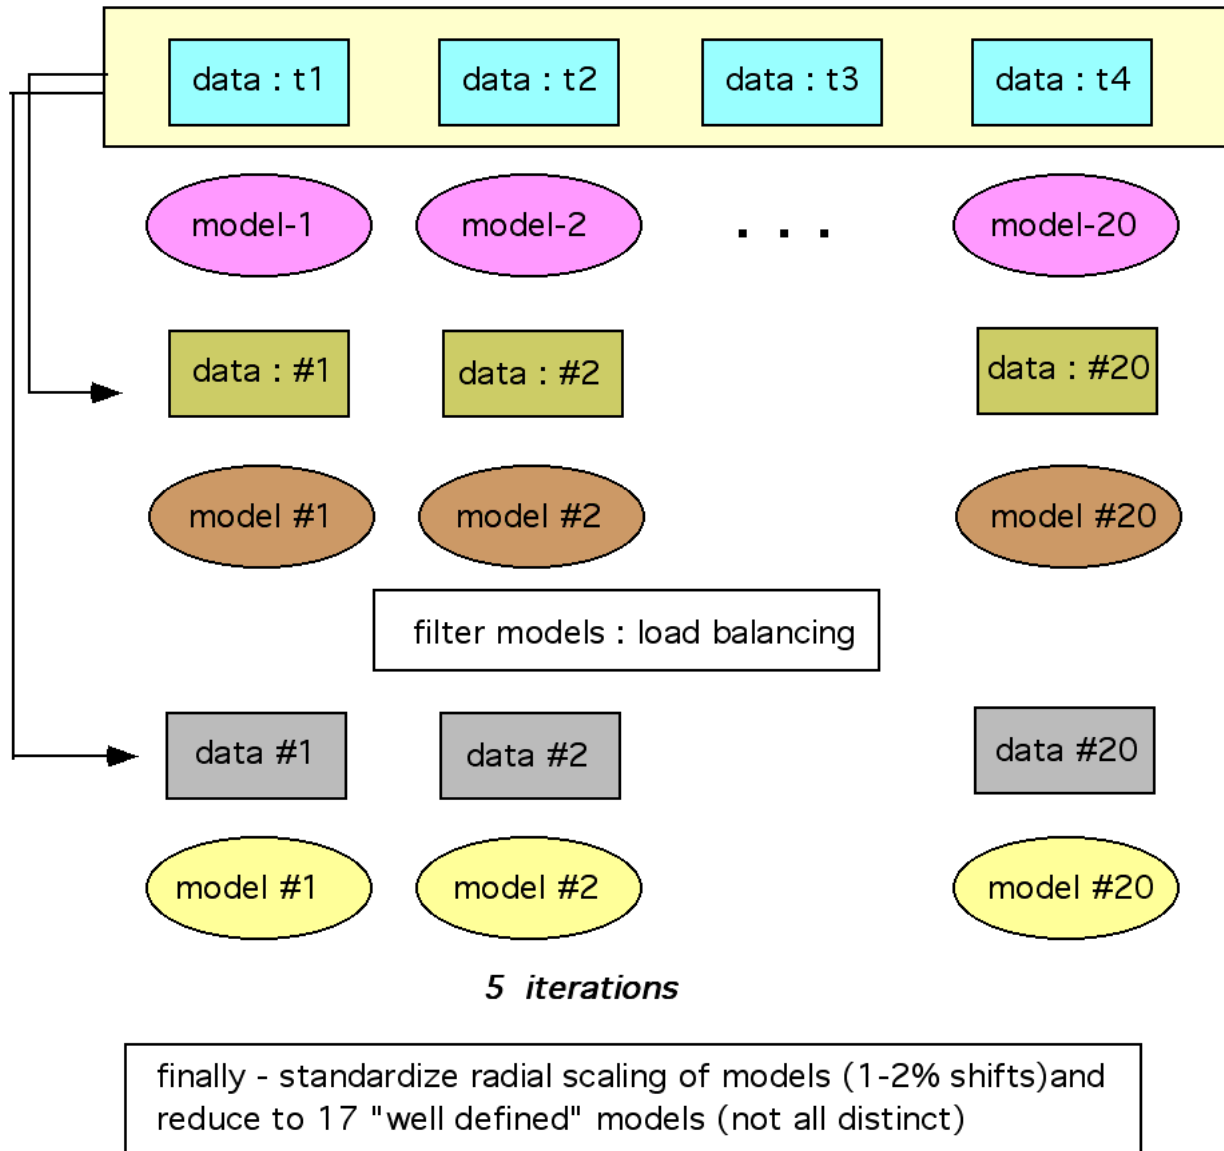 data : t1 data : t2 data : t3 data : t4
model-1 model-2 . . . model-20
data : #1 data : #2 data : #20
model #1 model #2 model #20
filter models : load balancing
data #1 data #2 data #20
model #1 model #2 model #20
5 iterations
finally - standardize radial scaling of models (1-2% shifts)and
reduce to 17 "well defined" models (not all distinct)